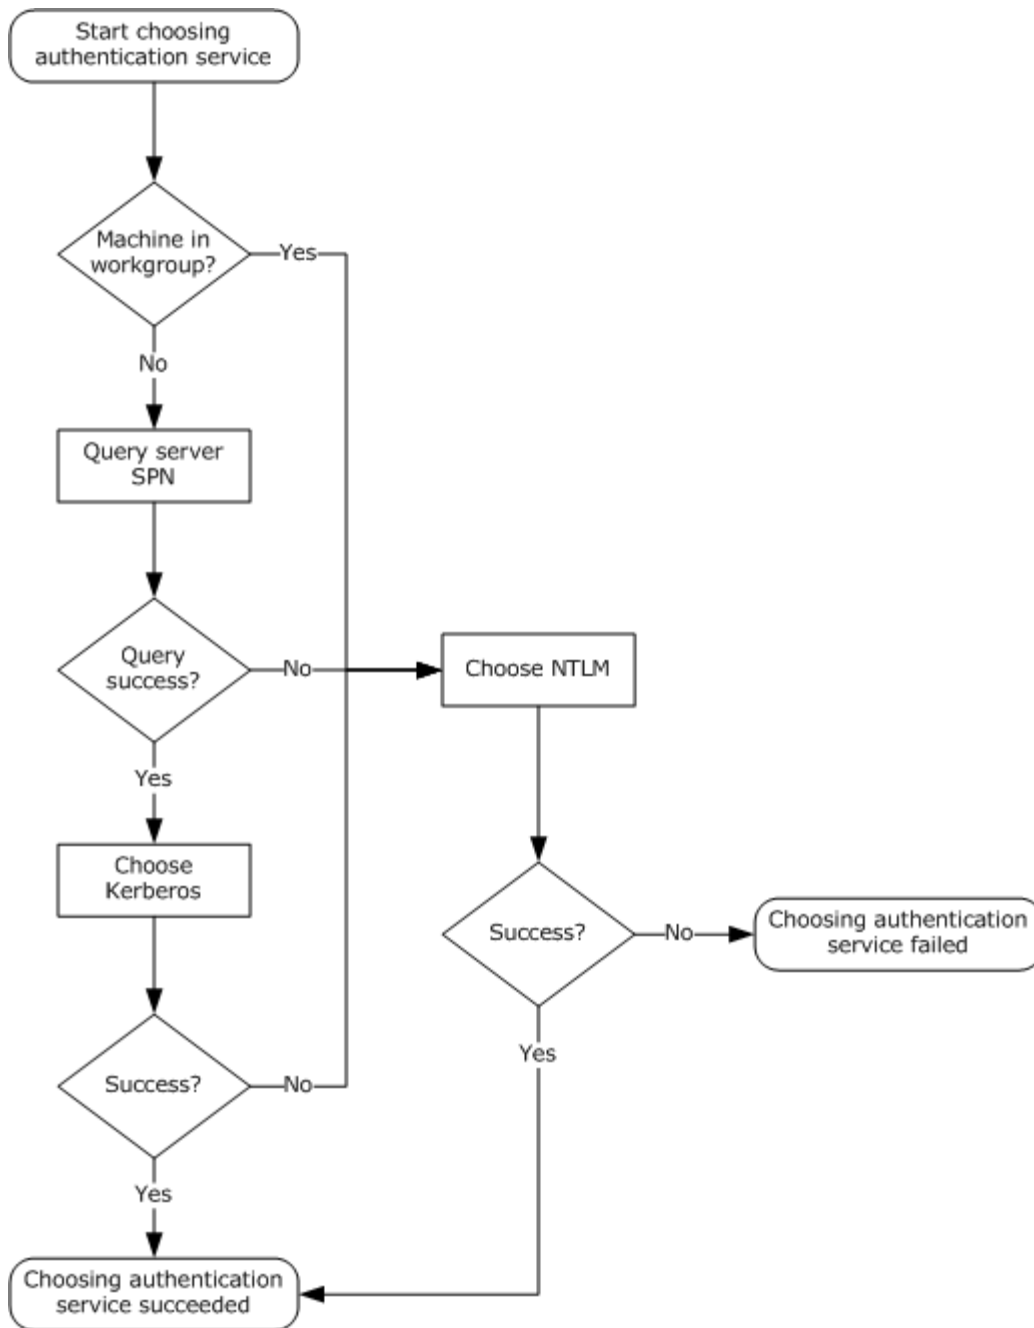 Start choosing
authentication service
Machine in
workgroup?
Yes
No
Query server
SPN
Query
success?
No
Choose NTLM
Yes
Choose
Kerberos
Success?
No
Choosing authentication
service failed
Yes
Success?
No
Yes
Choosing authentication
service succeeded